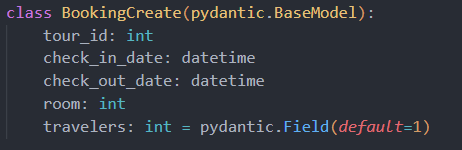 class BookingCreate(pydantic.BaseModel):
    tour_id: int
    check_in_date: datetime
    check_out_date: datetime
    room: int
    travelers: int = pydantic.Field(default=1)